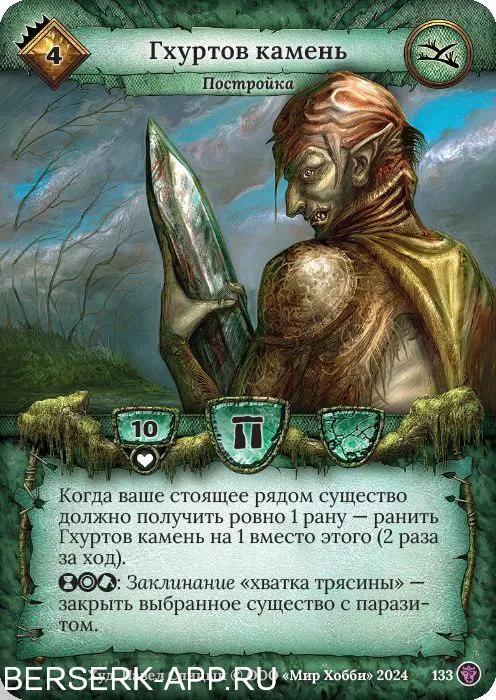 4
Гхуртов камень
Постройка
10
Когда ваше стоящее рядом существо
должно получить ровно 1 рану — ранить
Гхуртов камень на 1 вместо этого (2 раза
за ход).
: Заклинание «хватка трясины» —
закрыть выбранное существо с парази-
том.
© ООО «Мир Хобби» 2024 133
BERSERK-APP.RU